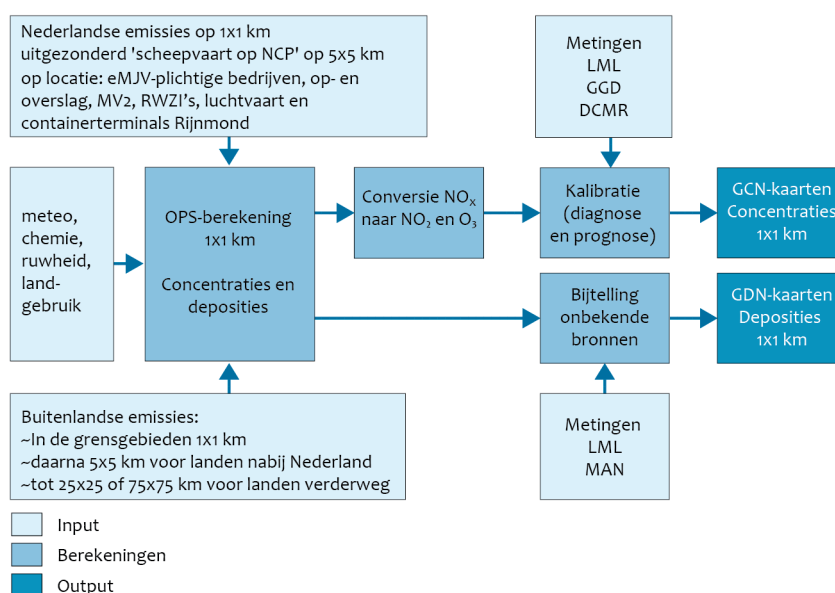 Nederlandse emissies op 1x1 km
uitgezonderd 'scheepvaart op NCP' op 5x5 km
op locatie: eMJV-plichtige bedrijven, op- en
overslag, MV2, RWZI’s, luchtvaart en
containerterminals Rijnmond
Metingen
LML
GGD
DCMR
meteo,
chemie,
ruwheid,
land-
gebruik
OPS-berekening
1x1 km
Concentraties en
deposities
Conversie NOₓ
naar NO₂ en O₃
Kalibratie
(diagnose
en prognose)
GCN-kaarten
Concentraties
1x1 km
Bijtelling
onbekende
bronnen
GDN-kaarten
Deposities
1x1 km
Buitenlandse emissies:
~In de grensgebieden 1x1 km
~daarna 5x5 km voor landen nabij Nederland
~tot 25x25 of 75x75 km voor landen verderweg
Metingen
LML
MAN
Input
Berekeningen
Output